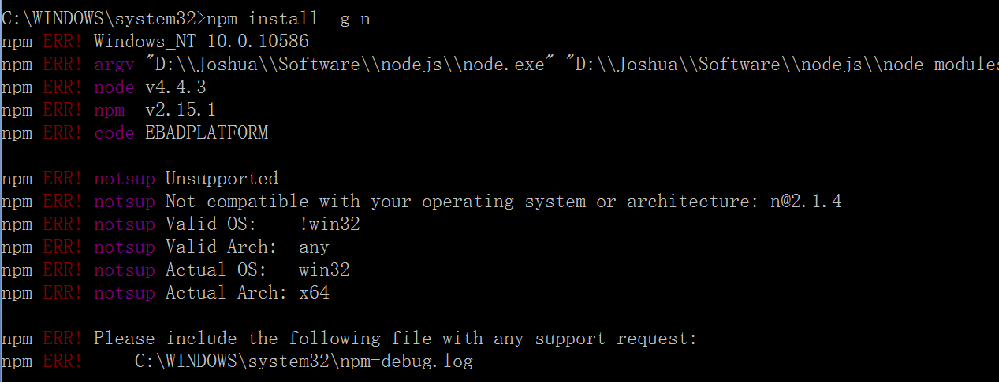 C:\WINDOWS\system32>npm install -g n
npm ERR! Windows_NT 10.0.10586
npm ERR! argv "D:\\Joshua\\Software\\nodejs\\node.exe" "D:\\Joshua\\Software\\nodejs\\node_modules
npm ERR! node v4.4.3
npm ERR! npm  v2.15.1
npm ERR! code EBADPLATFORM
npm ERR! notsup Unsupported
npm ERR! notsup Not compatible with your operating system or architecture: n@2.1.4
npm ERR! notsup Valid OS:    !win32
npm ERR! notsup Valid Arch:  any
npm ERR! notsup Actual OS:   win32
npm ERR! notsup Actual Arch: x64
npm ERR! Please include the following file with any support request:
npm ERR!     C:\WINDOWS\system32\npm-debug.log